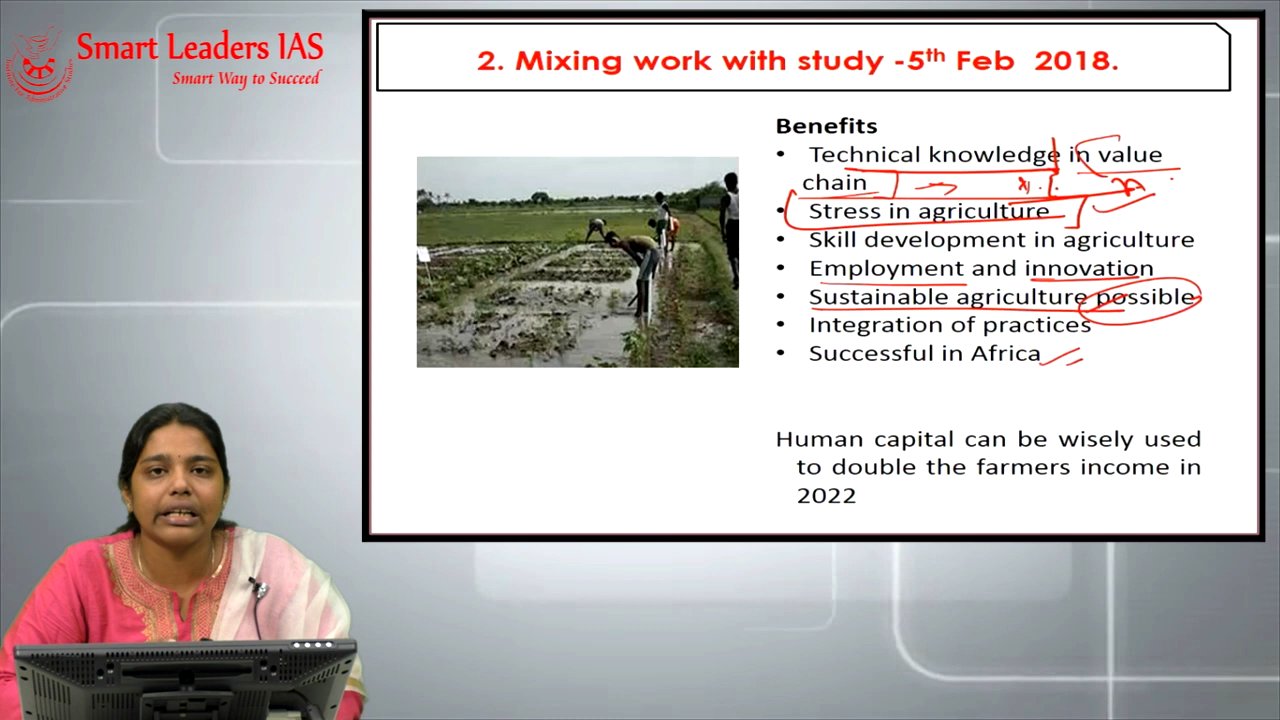 Smart Leaders IAS
Smart Way to Succeed
2. Mixing work with study -5th Feb 2018.
Benefits
• Technical knowledge in value
chain
• Stress in agriculture
• Skill development in agriculture
• Employment and innovation
• Sustainable agriculture possible
• Integration of practices
• Successful in Africa
Human capital can be wisely used
to double the farmers income in
2022